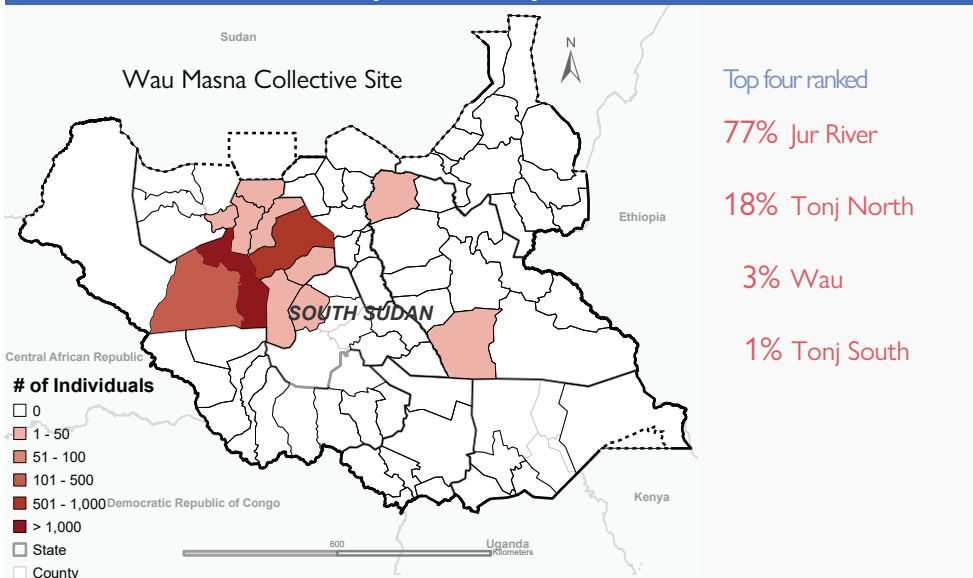 Sudan
N
Wau Masna Collective Site
Top four ranked
77% Jur River
18% Tonj North
Ethiopia
3% Wau
SOUTH SUDAN
1% Tonj South
Central African Republic
# of Individuals
0
1 - 50
51 - 100
101 - 500
501 - 1,000
Democratic Republic of Congo
Kenya
> 1,000
State
600
Uganda
Kilometers
County